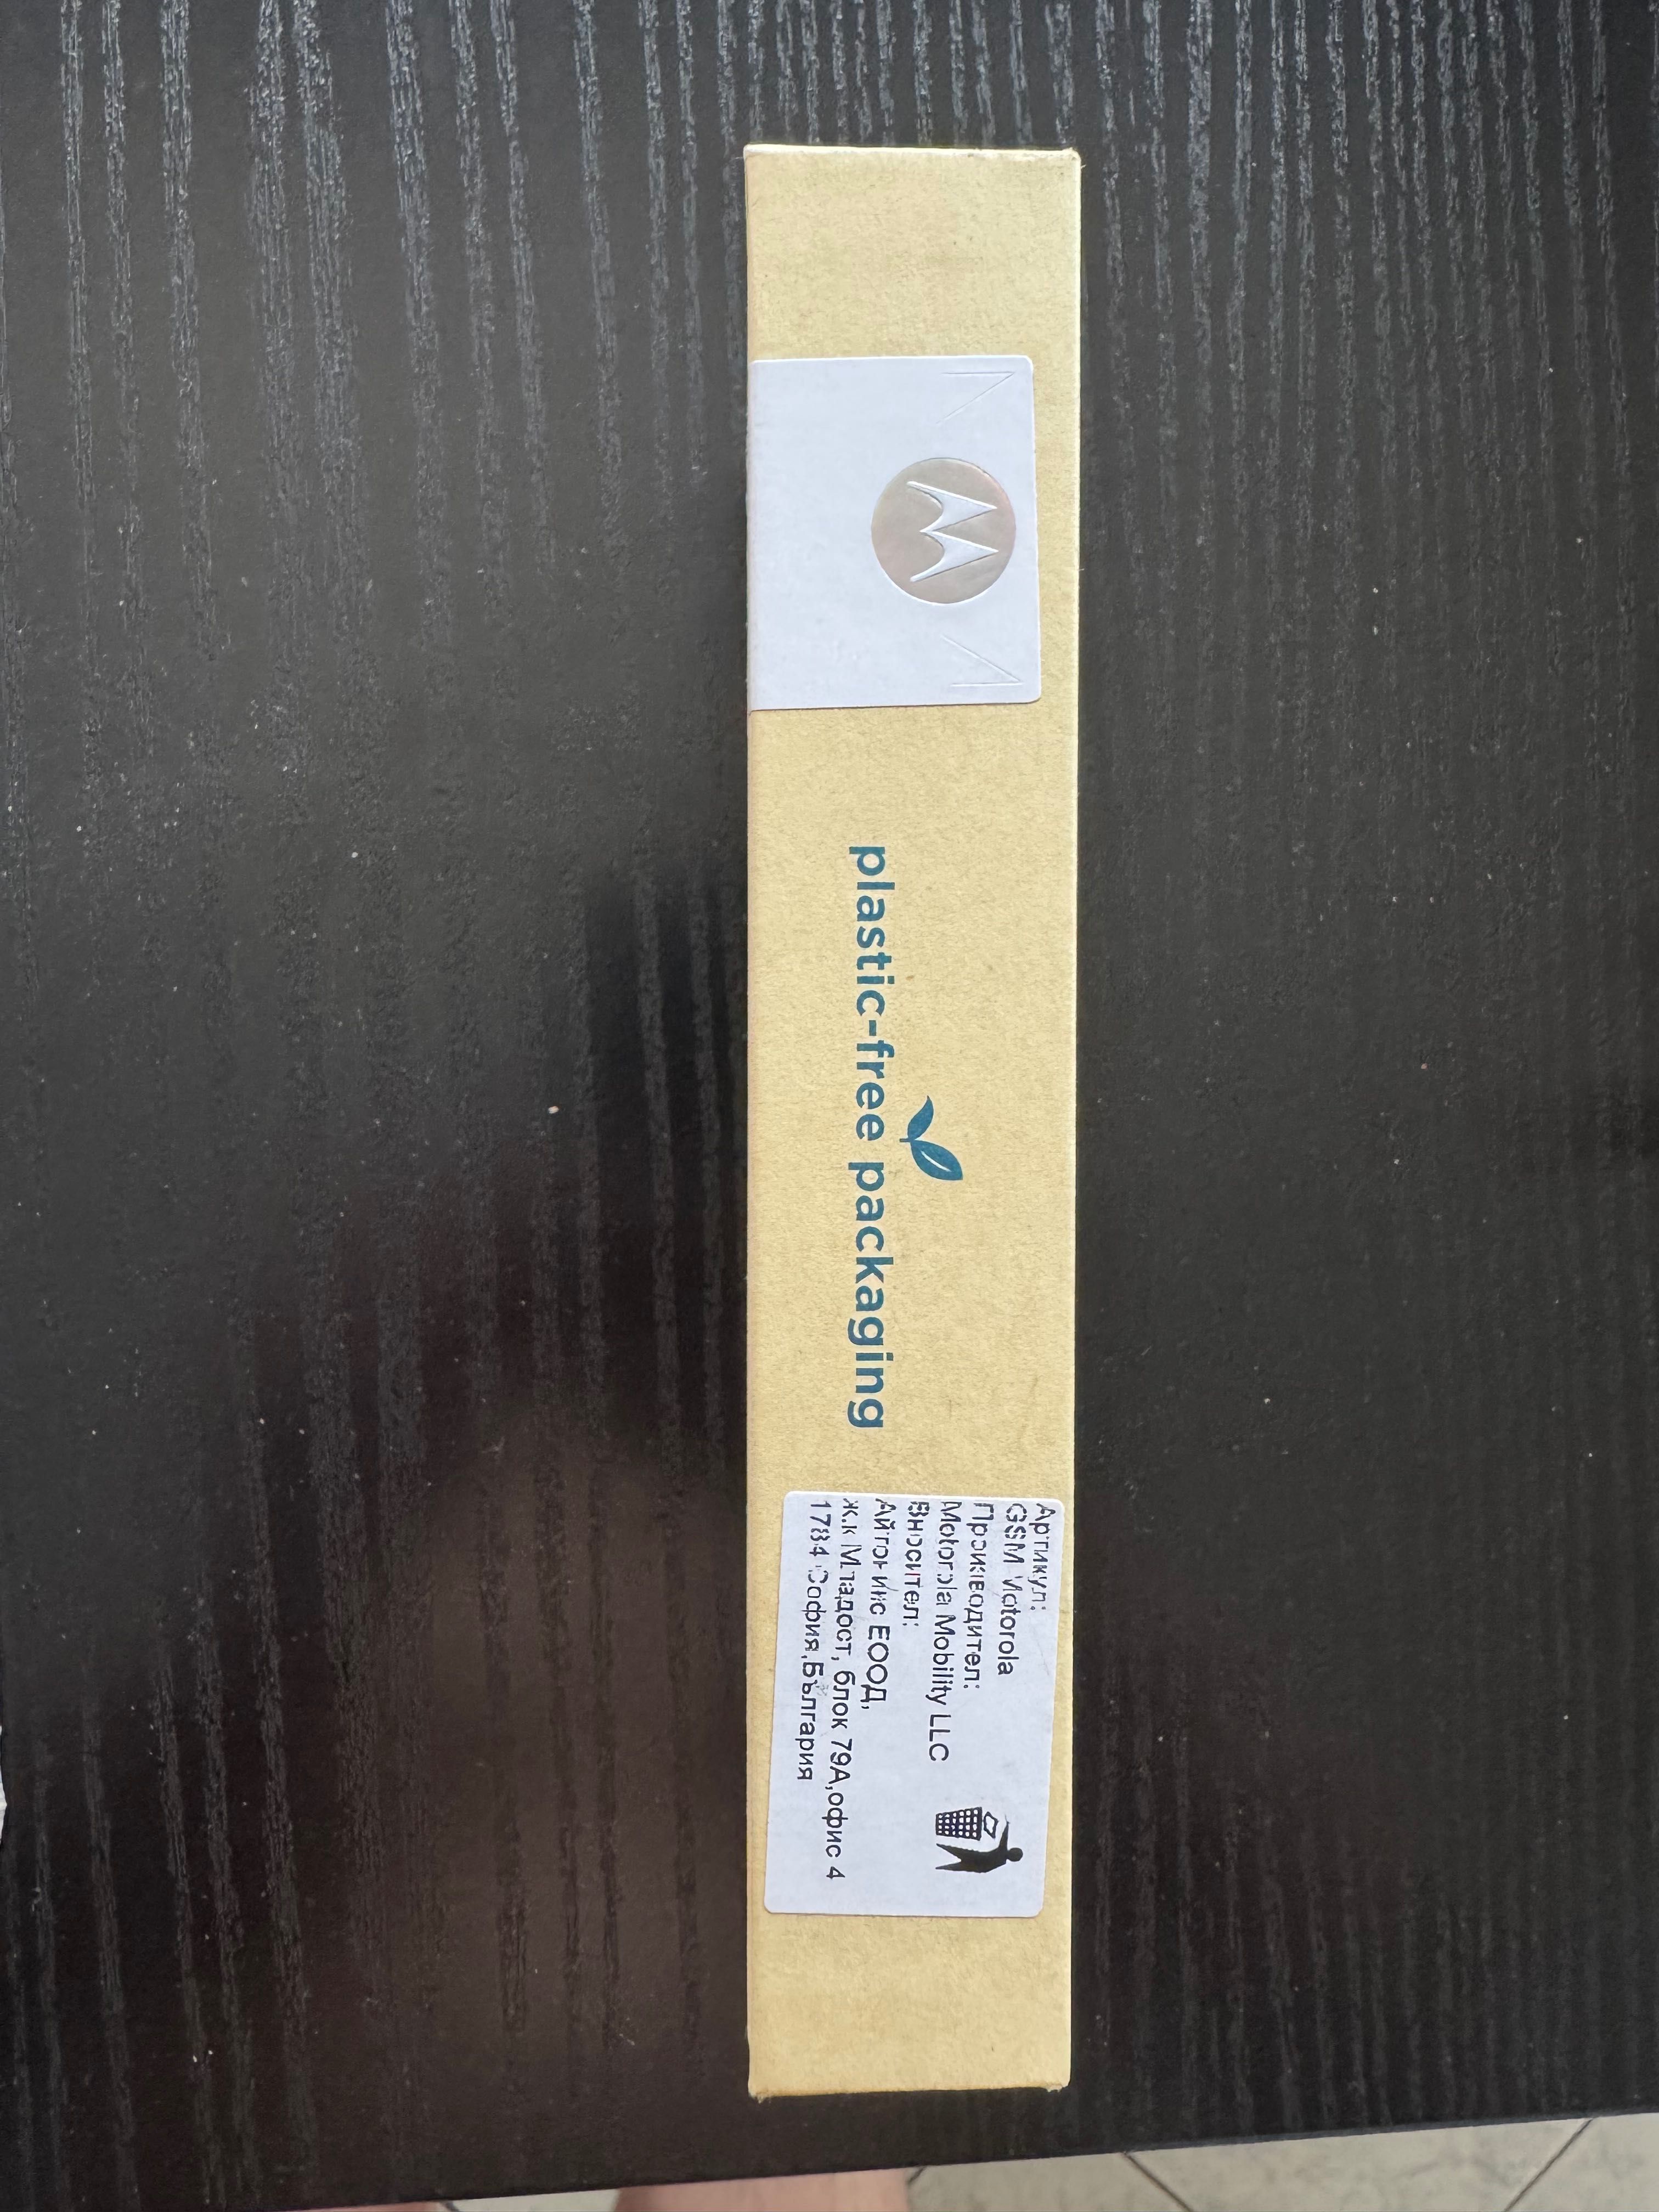 plastic-free packaging
Артикул:
GSM Motorola
Производител:
Motorola Mobility LLC
Вносител:
ЕООД,
ж.к Младост, блок 79А,офис 4
1784 София,България